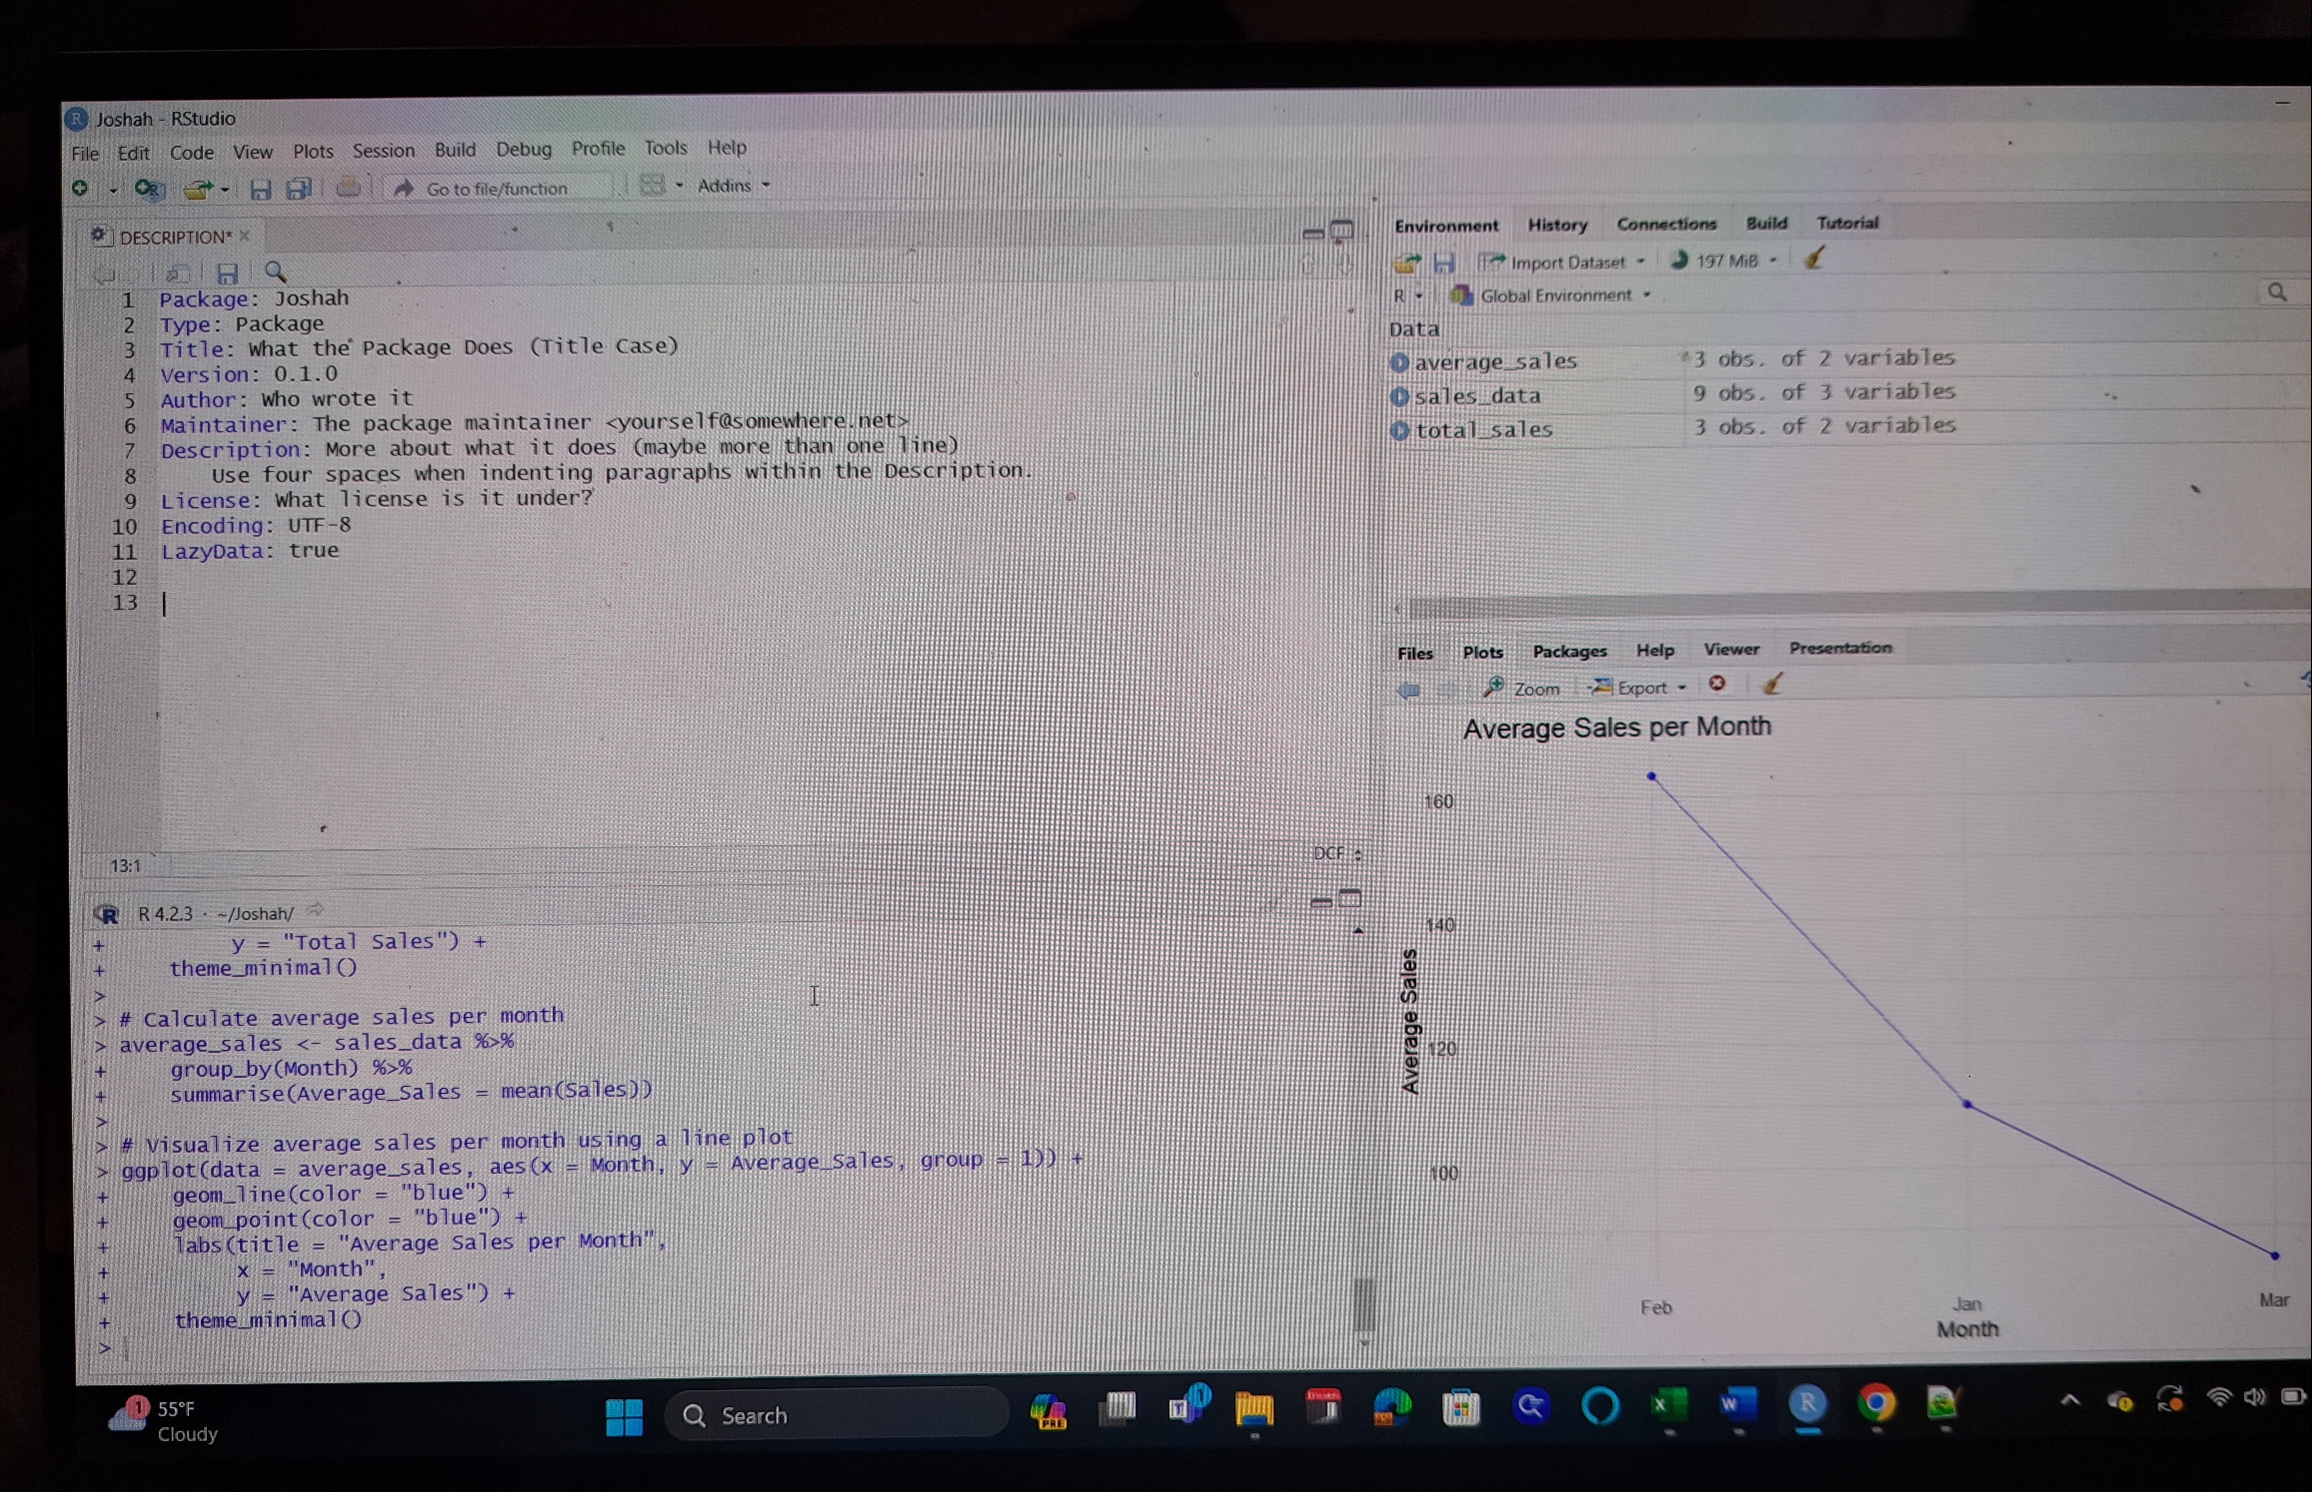 Joshah - RStudio
File Edit Code View Plots Session Build Debug Profile Tools Help
Go to file/function Addins
DESCRIPTION*
1 Package: Joshah
2 Type: Package
3 Title: What the Package Does (Title Case)
4 Version: 0.1.0
5 Author: Who wrote it
6 Maintainer: The package maintainer <yourself@somewhere.net>
7 Description: More about what it does (maybe more than one line)
8 Use four spaces when indenting paragraphs within the Description.
9 License: What license is it under?
10 Encoding: UTF-8
11 LazyData: true
12
13
13:1 DCF
R 4.2.3 · ~/Joshah/
+ y = "Total Sales") +
+ theme_minimal()
>
> # Calculate average sales per month
> average_sales <- sales_data %>%
+ group_by(Month) %>%
+ summarise(Average_Sales = mean(Sales))
>
> # Visualize average sales per month using a line plot
> ggplot(data = average_sales, aes(x = Month, y = Average_Sales, group = 1)) +
+ geom_line(color = "blue") +
+ geom_point(color = "blue") +
+ labs(title = "Average Sales per Month",
+ x = "Month",
+ y = "Average Sales") +
+ theme_minimal()
>
Environment History Connections Build Tutorial
Import Dataset 197 MiB
R Global Environment
Data
average_sales 3 obs. of 2 variables
sales_data 9 obs. of 3 variables
total_sales 3 obs. of 2 variables
Files Plots Packages Help Viewer Presentation
Zoom Export
Average Sales per Month
160
140
120
100
Average Sales
Feb Jan Mar
Month
1
55°F
Cloudy
Search
PRE